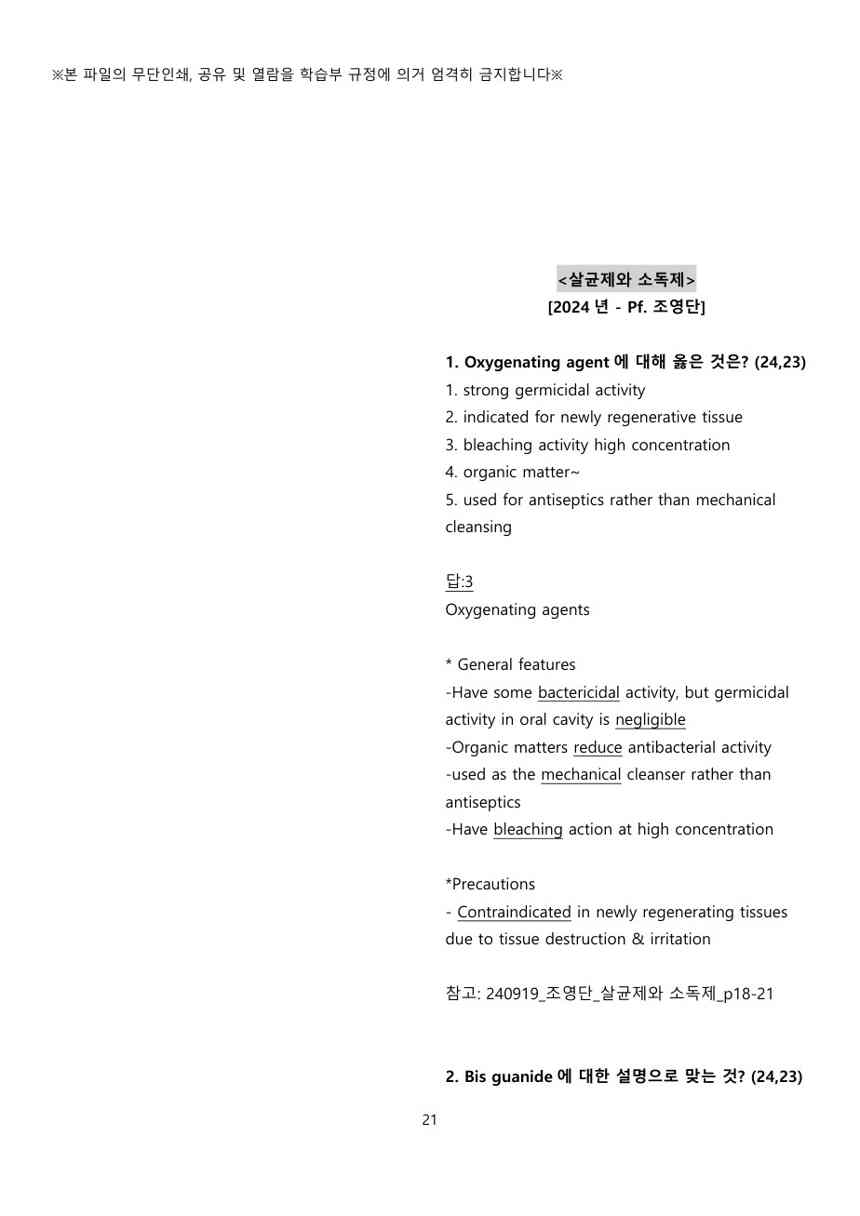 ※본 파일의 무단인쇄, 공유 및 열람을 학습부 규정에 의거 엄격히 금지합니다※
<살균제와 소독제>
[2024 년 - Pf. 조영단]
1. Oxygenating agent 에 대해 옳은 것은? (24,23)
1. strong germicidal activity
2. indicated for newly regenerative tissue
3. bleaching activity high concentration
4. organic matter~
5. used for antiseptics rather than mechanical
cleansing
답:3
Oxygenating agents
* General features
-Have some bactericidal activity, but germicidal
activity in oral cavity is negligible
-Organic matters reduce antibacterial activity
-used as the mechanical cleanser rather than
antiseptics
-Have bleaching action at high concentration
*Precautions
- Contraindicated in newly regenerating tissues
due to tissue destruction & irritation
참고: 240919_조영단_살균제와 소독제_p18-21
2. Bis guanide 에 대한 설명으로 맞는 것? (24,23)
21